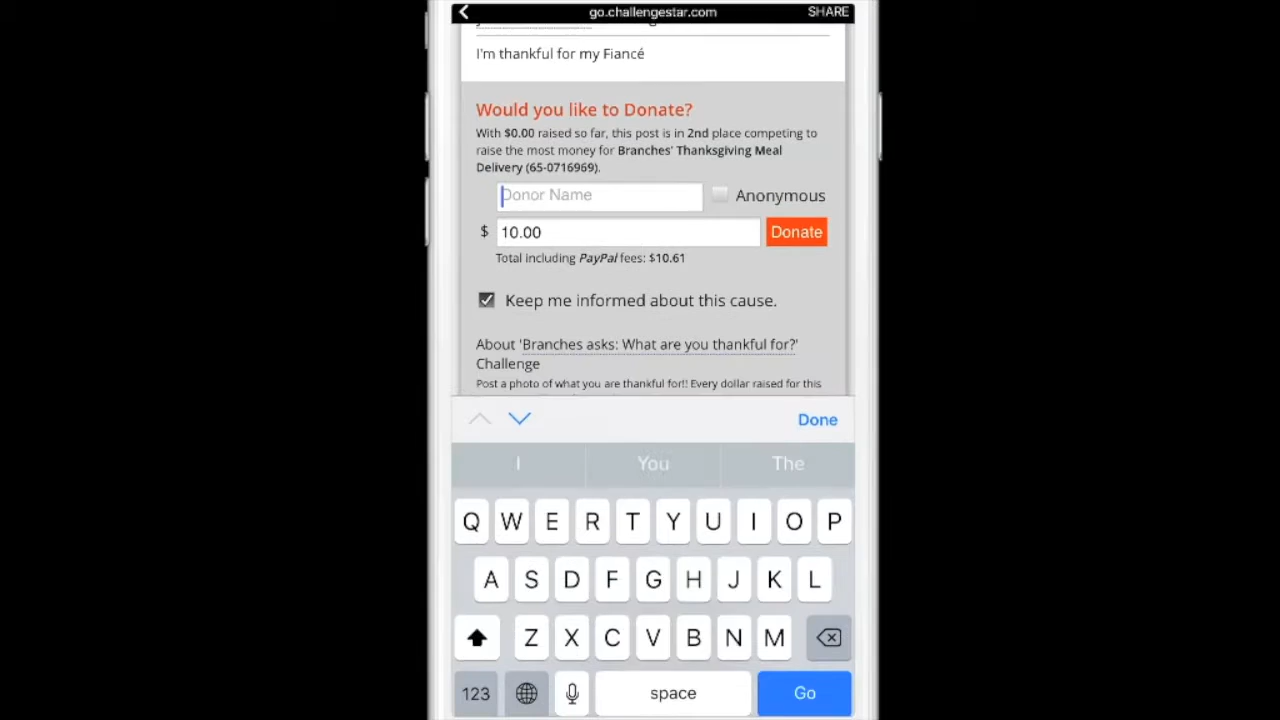 go.challengestar.com SHARE
I'm thankful for my Fiancé
Would you like to Donate?
With $0.00 raised so far, this post is in 2nd place competing to
raise the most money for Branches' Thanksgiving Meal
Delivery (65-0716969).
Donor Name Anonymous
$ 10.00 Donate
Total including PayPal fees: $10.61
Keep me informed about this cause.
About 'Branches asks: What are you thankful for?'
Challenge
Post a photo of what you are thankful for!! Every dollar raised for this
Done
I You The
Q W E R T Y U I O P
A S D F G H J K L
Z X C V B N M
123 space Go